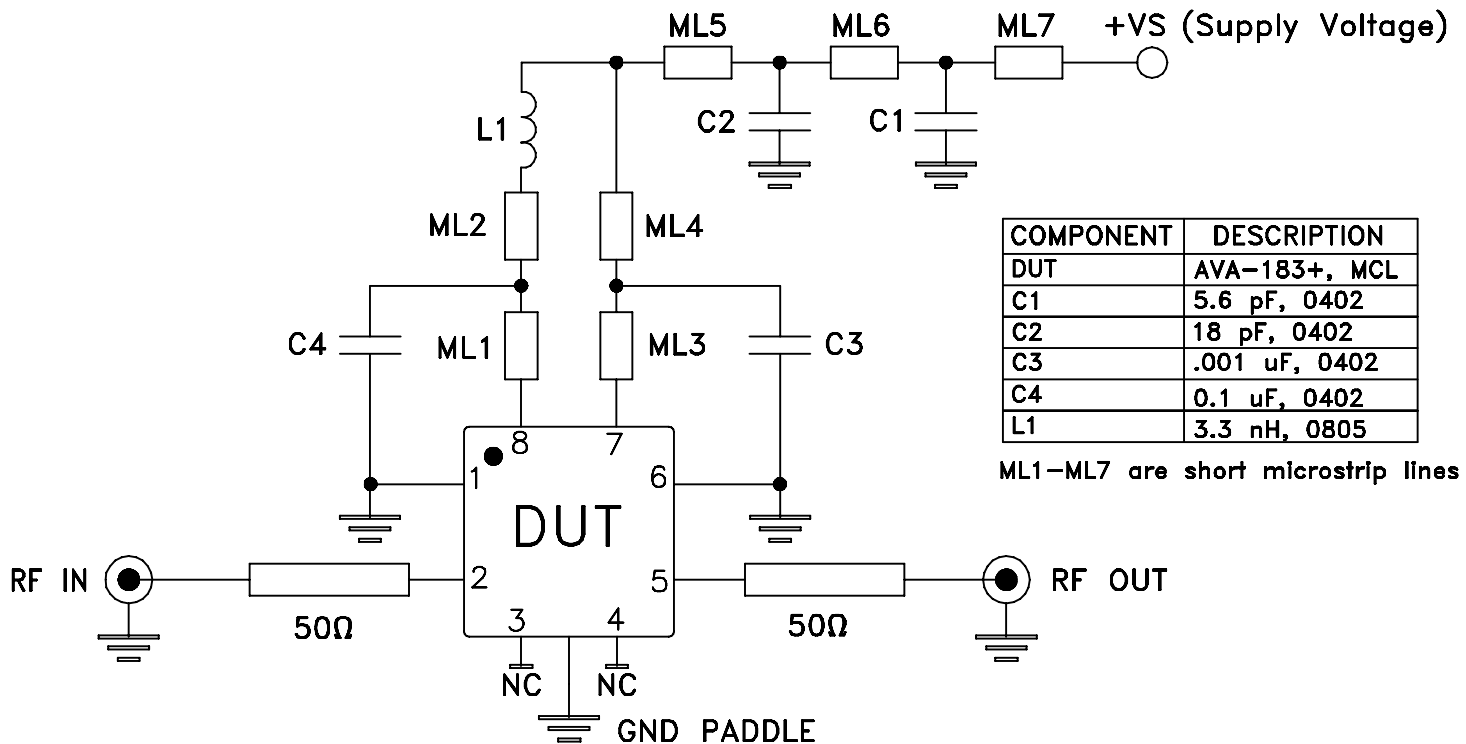 ML5 ML6 ML7 +VS (Supply Voltage)
L1 C2 C1
ML2 ML4
C4 ML1 ML3 C3
8 7
1 6
DUT
RF IN 2 5 RF OUT
50Ω 3 4 50Ω
NC NC
GND PADDLE
COMPONENT DESCRIPTION
DUT AVA-183+, MCL
C1 5.6 pF, 0402
C2 18 pF, 0402
C3 .001 uF, 0402
C4 0.1 uF, 0402
L1 3.3 nH, 0805
ML1-ML7 are short microstrip lines